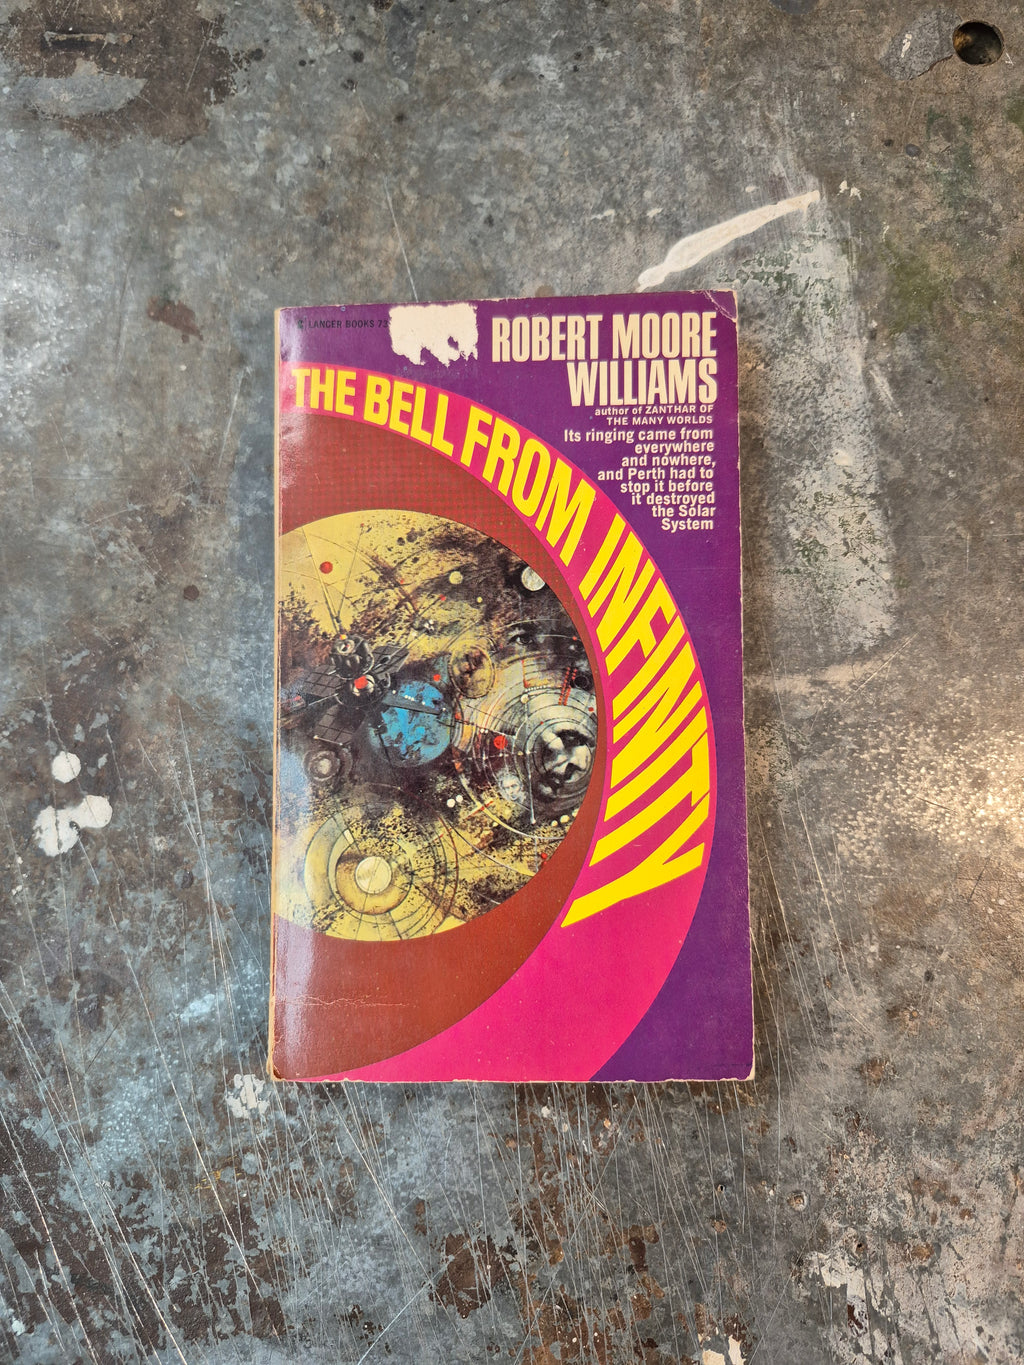 LANCER BOOKS 73
ROBERT MOORE
WILLIAMS
author of ZANTHAR OF
THE MANY WORLDS
Its ringing came from
everywhere
and nowhere,
and Perth had to
stop it before
it destroyed
the Solar
System
THE BELL FROM INFINITY